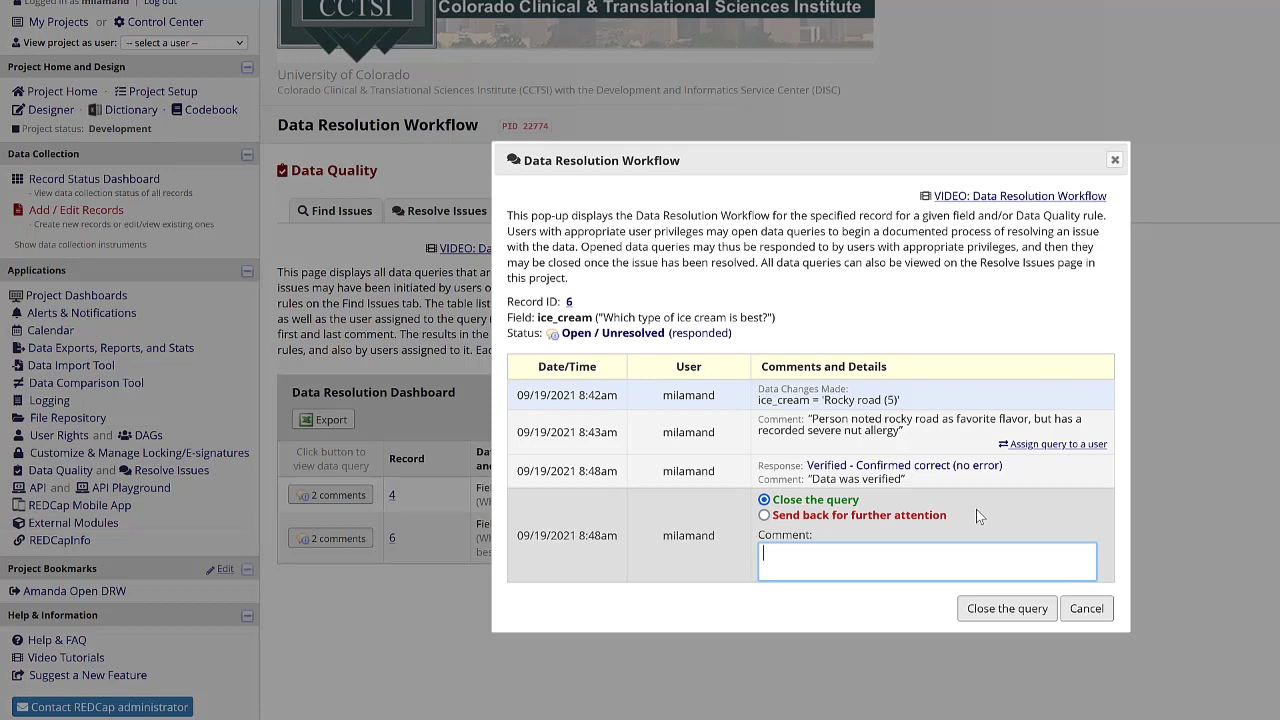 Logged in as milamand | Log out
My Projects or Control Center
View project as user: -- select a user --
Project Home and Design
Project Home · Project Setup
Designer · Dictionary · Codebook
Project status: Development
Data Collection
Record Status Dashboard
- View data collection status of all records
Add / Edit Records
- Create new records or edit/view existing ones
Show data collection instruments
Applications
Project Dashboards
Alerts & Notifications
Calendar
Data Exports, Reports, and Stats
Data Import Tool
Data Comparison Tool
Logging
File Repository
User Rights and DAGs
Customize & Manage Locking/E-signatures
Data Quality and Resolve Issues
API and API Playground
REDCap Mobile App
External Modules
REDCapInfo
Project Bookmarks Edit
Amanda Open DRW
Help & Information
Help & FAQ
Video Tutorials
Suggest a New Feature
Contact REDCap administrator
CCTSI
Colorado Clinical & Translational Sciences Institute
University of Colorado
Colorado Clinical & Translational Sciences Institute (CCTSI) with the Development and Informatics Service Center (DISC)
Data Resolution Workflow PID 22774
Data Quality
Find Issues Resolve Issues
VIDEO: Da
This page displays all data queries that ar
issues may have been initiated by users o
rules on the Find Issues tab. The table list
as well as the user assigned to the query (
first and last comment. The results in the
rules, and also by users assigned to it. Eac
Data Resolution Dashboard
Export
Click button to
view data query
Record
Da
and
2 comments 4 Fie
(Wh
2 comments 6 Fie
(Wh
bes
Data Resolution Workflow
VIDEO: Data Resolution Workflow
This pop-up displays the Data Resolution Workflow for the specified record for a given field and/or Data Quality rule.
Users with appropriate user privileges may open data queries to begin a documented process of resolving an issue
with the data. Opened data queries may thus be responded to by users with appropriate privileges, and then they
may be closed once the issue has been resolved. All data queries can also be viewed on the Resolve Issues page in
this project.
Record ID: 6
Field: ice_cream ("Which type of ice cream is best?")
Status: Open / Unresolved (responded)
Date/Time User Comments and Details
09/19/2021 8:42am milamand Data Changes Made:
ice_cream = 'Rocky road (5)'
09/19/2021 8:43am milamand Comment: "Person noted rocky road as favorite flavor, but has a
recorded severe nut allergy"
Assign query to a user
09/19/2021 8:48am milamand Response: Verified - Confirmed correct (no error)
Comment: "Data was verified"
09/19/2021 8:48am milamand Close the query
Send back for further attention
Comment:
Close the query Cancel